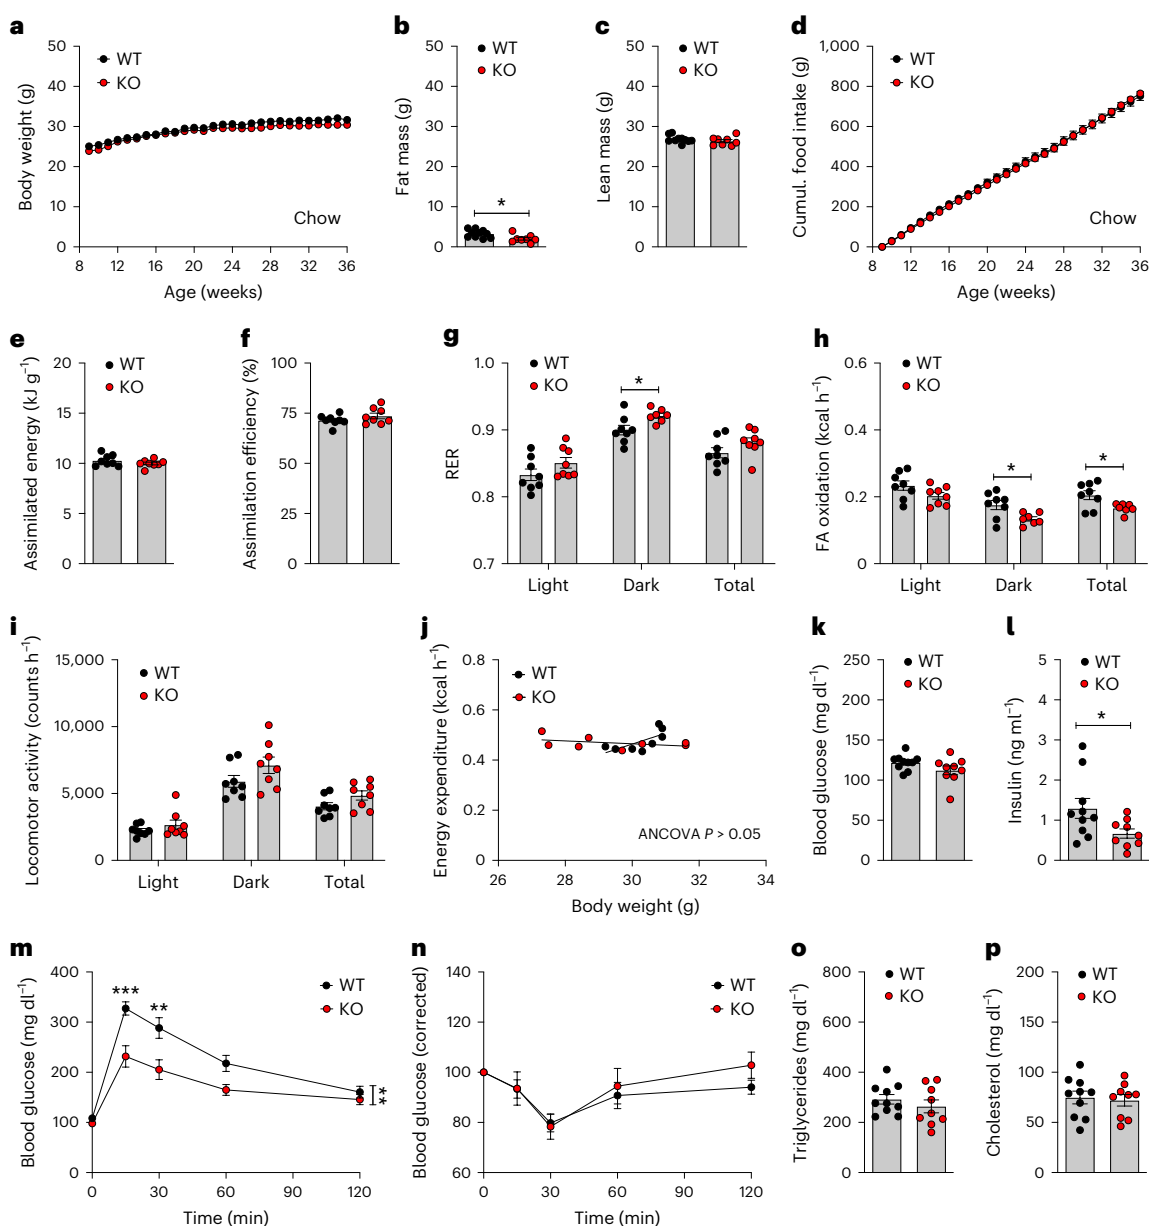 a
Body weight (g)
50
40
30
20
10
0
WT
KO
Chow
8 12 16 20 24 28 32 36
Age (weeks)
b
Fat mass (g)
50
40
30
20
10
0
WT
KO
*
c
Lean mass (g)
50
40
30
20
10
0
WT
KO
d
Cumul. food intake (g)
1,000
800
600
400
200
0
WT
KO
Chow
8 12 16 20 24 28 32 36
Age (weeks)
e
Assimilated energy (kJ g⁻¹)
20
15
10
5
0
WT
KO
f
Assimilation efficiency (%)
100
75
50
25
0
WT
KO
g
RER
1.0
0.9
0.8
0.7
WT
KO
*
Light Dark Total
h
FA oxidation (kcal h⁻¹)
0.6
0.4
0.2
0
WT
KO
*
*
Light Dark Total
i
Locomotor activity (counts h⁻¹)
15,000
10,000
5,000
0
WT
KO
Light Dark Total
j
Energy expenditure (kcal h⁻¹)
0.8
0.6
0.4
0.2
0
WT
KO
ANCOVA P > 0.05
26 28 30 32 34
Body weight (g)
k
Blood glucose (mg dl⁻¹)
250
200
150
100
50
0
WT
KO
l
Insulin (ng ml⁻¹)
5
4
3
2
1
0
WT
KO
*
m
Blood glucose (mg dl⁻¹)
400
300
200
100
0
WT
KO
***
**
**
0 30 60 90 120
Time (min)
n
Blood glucose (corrected)
140
120
100
80
60
WT
KO
0 30 60 90 120
Time (min)
o
Triglycerides (mg dl⁻¹)
800
600
400
200
0
WT
KO
p
Cholesterol (mg dl⁻¹)
200
150
100
50
0
WT
KO